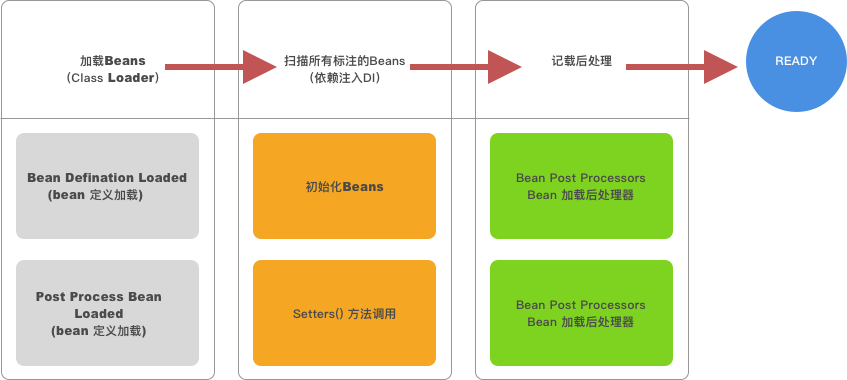 加载Beans
(Class Loader)
扫描所有标注的Beans
(依赖注入DI)
记载后处理
READY
Bean Defination Loaded
(bean 定义加载)
初始化Beans
Bean Post Processors
Bean 加载后处理器
Post Process Bean
Loaded
(bean 定义加载)
Setters() 方法调用
Bean Post Processors
Bean 加载后处理器